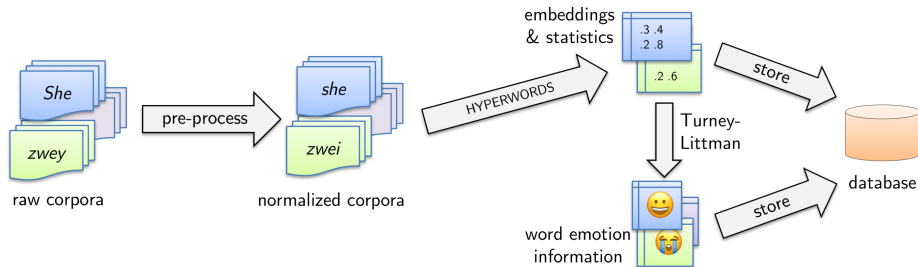 She
zwey
raw corpora
pre-process
she
zwei
normalized corpora
HYPERWORDS
embeddings
& statistics
.3 .4
.2 .8
.2 .6
store
Turney-
Littman
word emotion
information
store
database